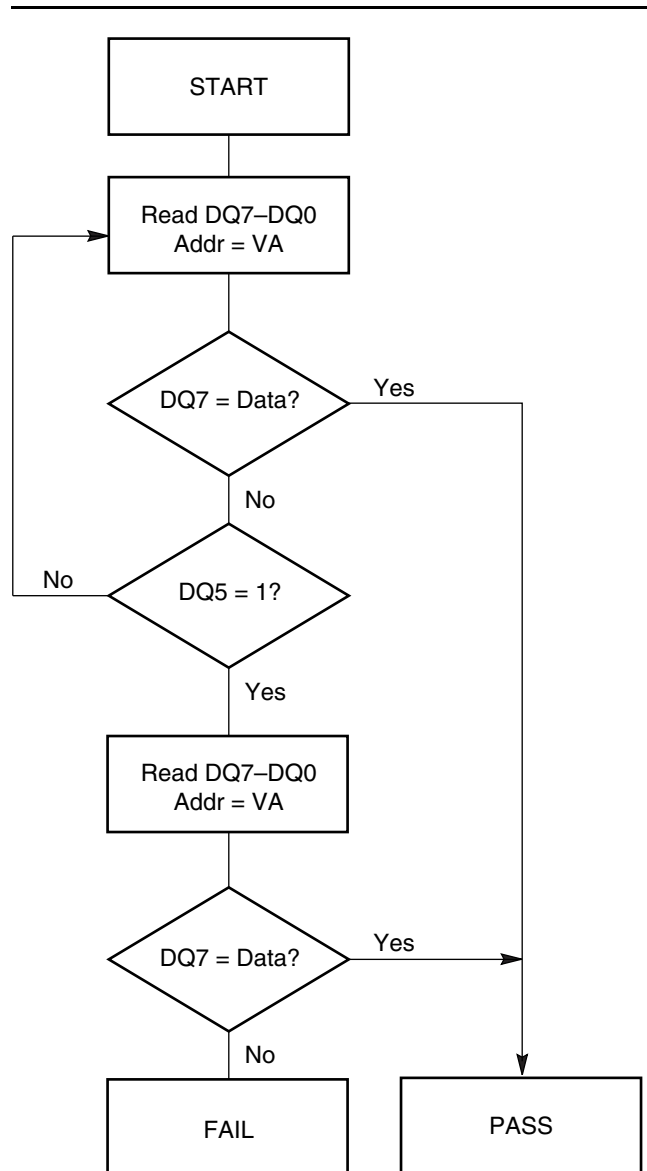 START
Read DQ7–DQ0
Addr = VA
DQ7 = Data?
Yes
No
No
DQ5 = 1?
Yes
Read DQ7–DQ0
Addr = VA
DQ7 = Data?
Yes
No
FAIL
PASS